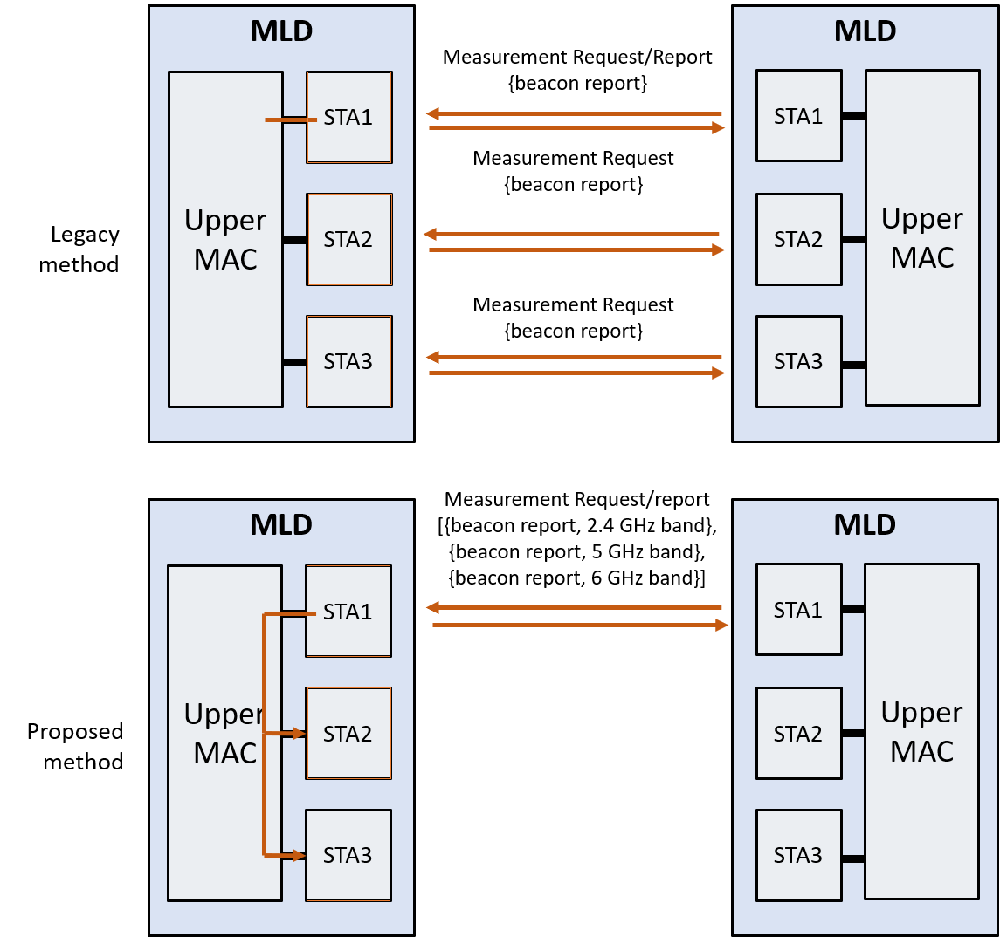 MLD
MLD
Measurement Request/Report
{beacon report}
STA1
STA1
Measurement Request
{beacon report}
Legacy
method
Upper
MAC
STA2
STA2
Upper
MAC
Measurement Request
{beacon report}
STA3
STA3
Measurement Request/report
[{beacon report, 2.4 GHz band},
{beacon report, 5 GHz band},
{beacon report, 6 GHz band}]
MLD
MLD
STA1
STA1
Proposed
method
Upper
MAC
STA2
STA2
Upper
MAC
STA3
STA3